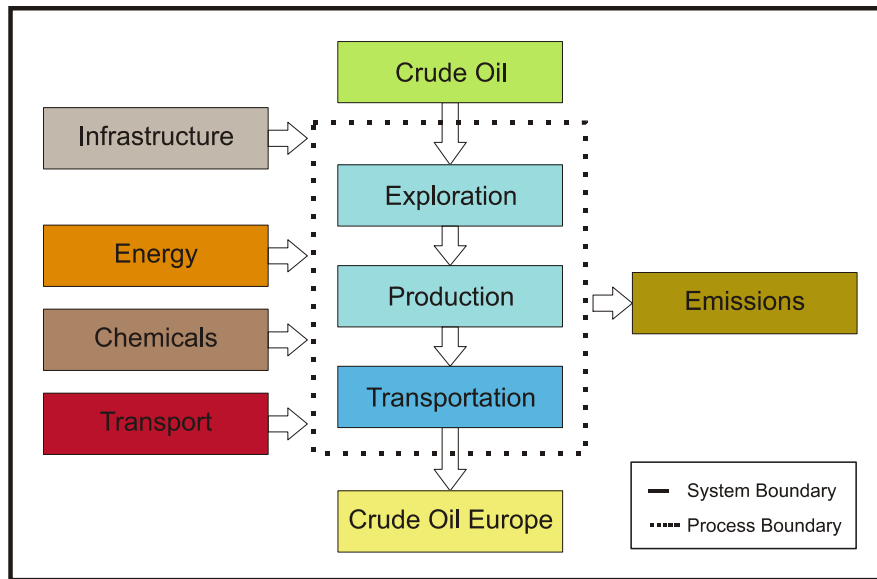 Crude Oil
Infrastructure
Exploration
Energy
Production
Emissions
Chemicals
Transportation
Transport
Crude Oil Europe
System Boundary
Process Boundary